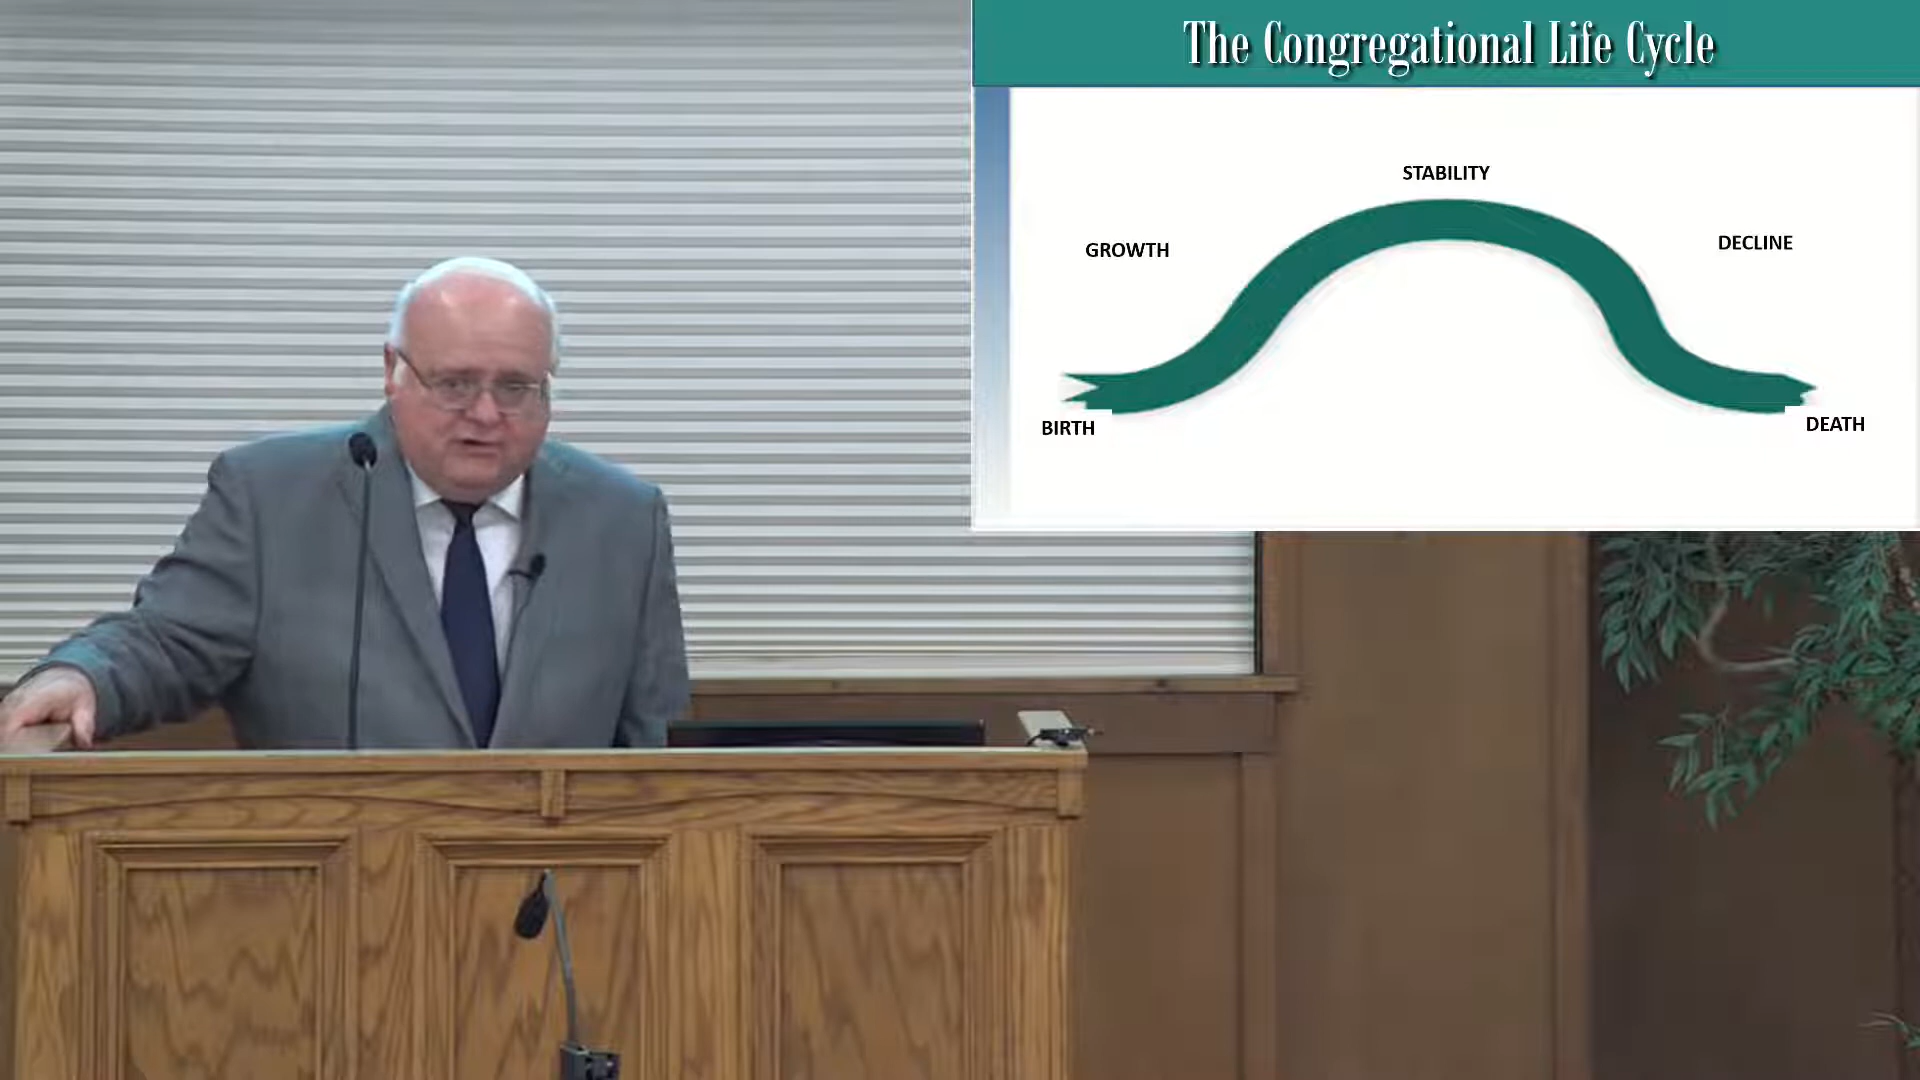 The Congregational Life Cycle
STABILITY
GROWTH
DECLINE
BIRTH
DEATH